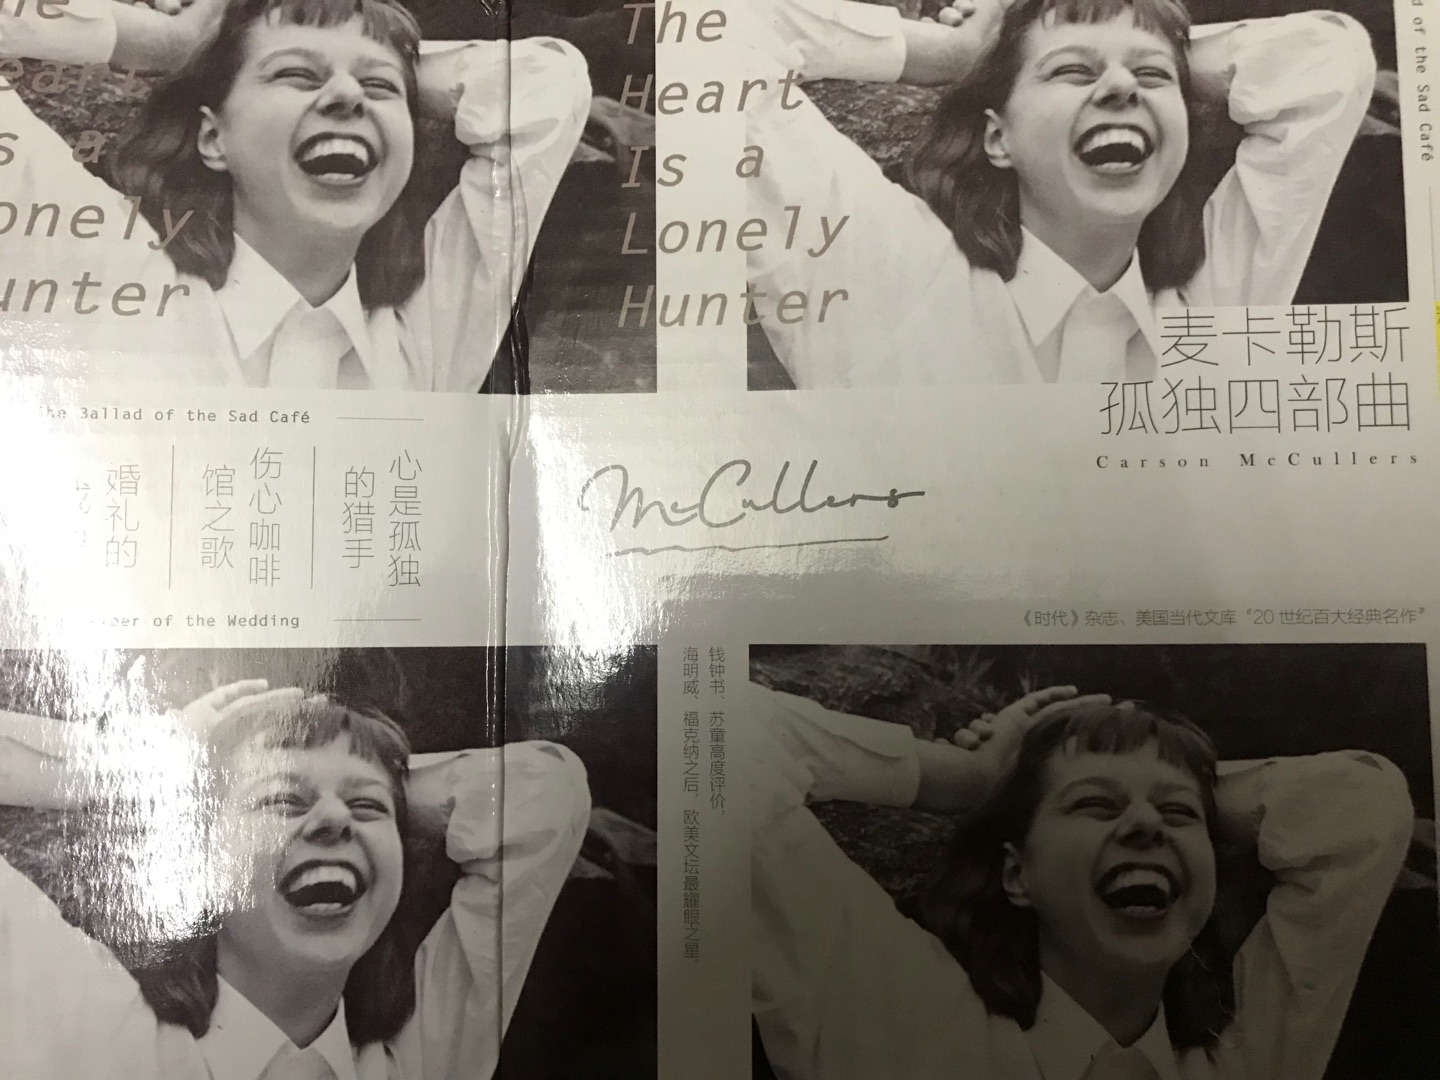 The
Heart
Is a
Lonely
Hunter
Lonely
d of the Sad Café
麦卡勒斯
孤独四部曲
Carson McCullers
Ballad of the Sad Café
心是孤独
的猎手
伤心咖啡
馆之歌
婚礼的
of the Wedding
McCullers
《时代》杂志、美国当代文库“20世纪百大经典名作”
钱钟书、苏童高度评价,
海明威、福克纳之后，欧美文坛最耀眼之星。